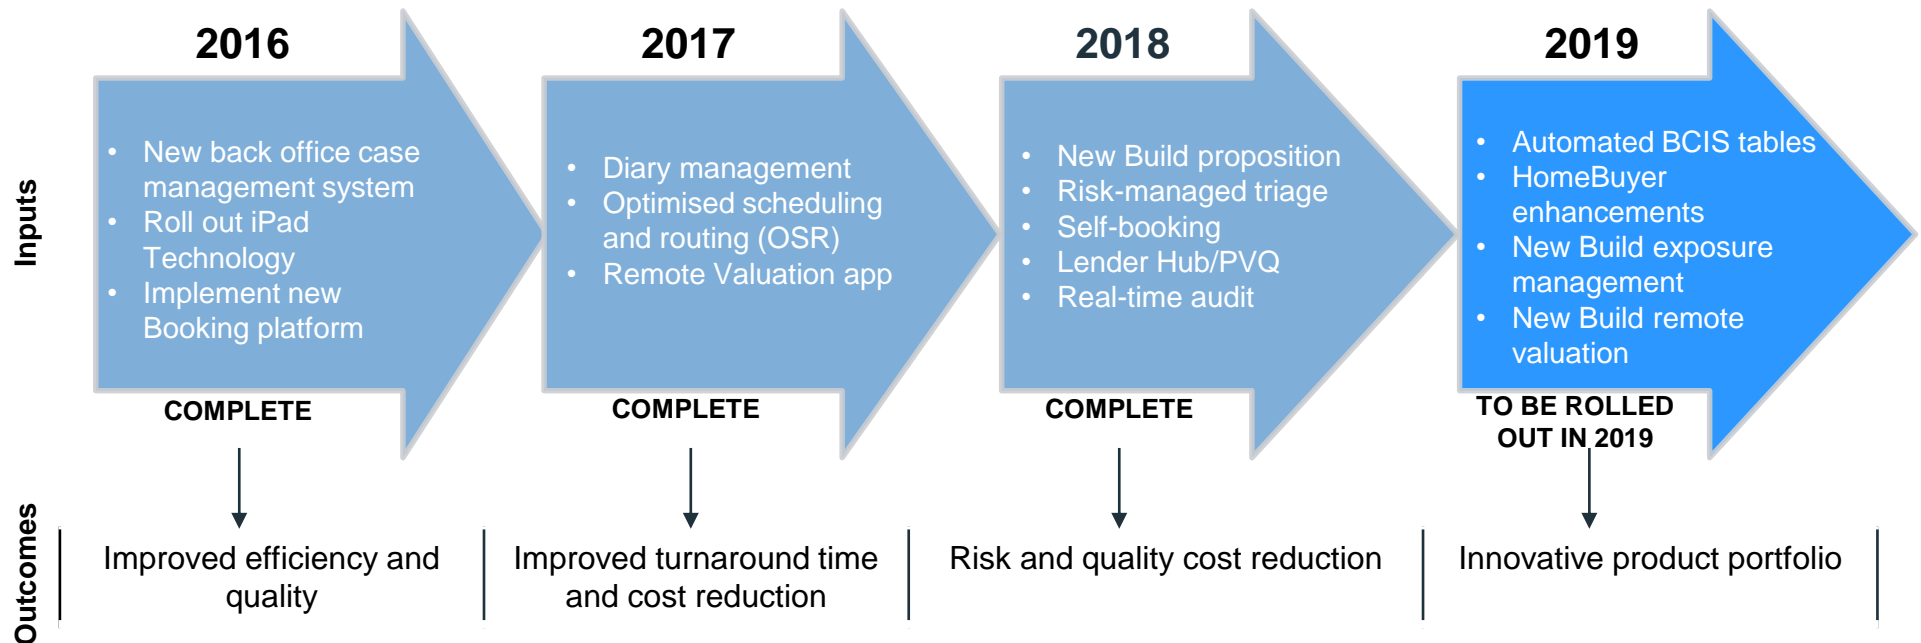 2016
2017
2018
2019
Inputs
• New back office case
management system
• Roll out iPad
Technology
• Implement new
Booking platform
• Diary management
• Optimised scheduling
and routing (OSR)
• Remote Valuation app
• New Build proposition
• Risk-managed triage
• Self-booking
• Lender Hub/PVQ
• Real-time audit
• Automated BCIS tables
• HomeBuyer
enhancements
• New Build exposure
management
• New Build remote
valuation
COMPLETE
COMPLETE
COMPLETE
TO BE ROLLED
OUT IN 2019
Outcomes
Improved efficiency and
quality
Improved turnaround time
and cost reduction
Risk and quality cost reduction
Innovative product portfolio